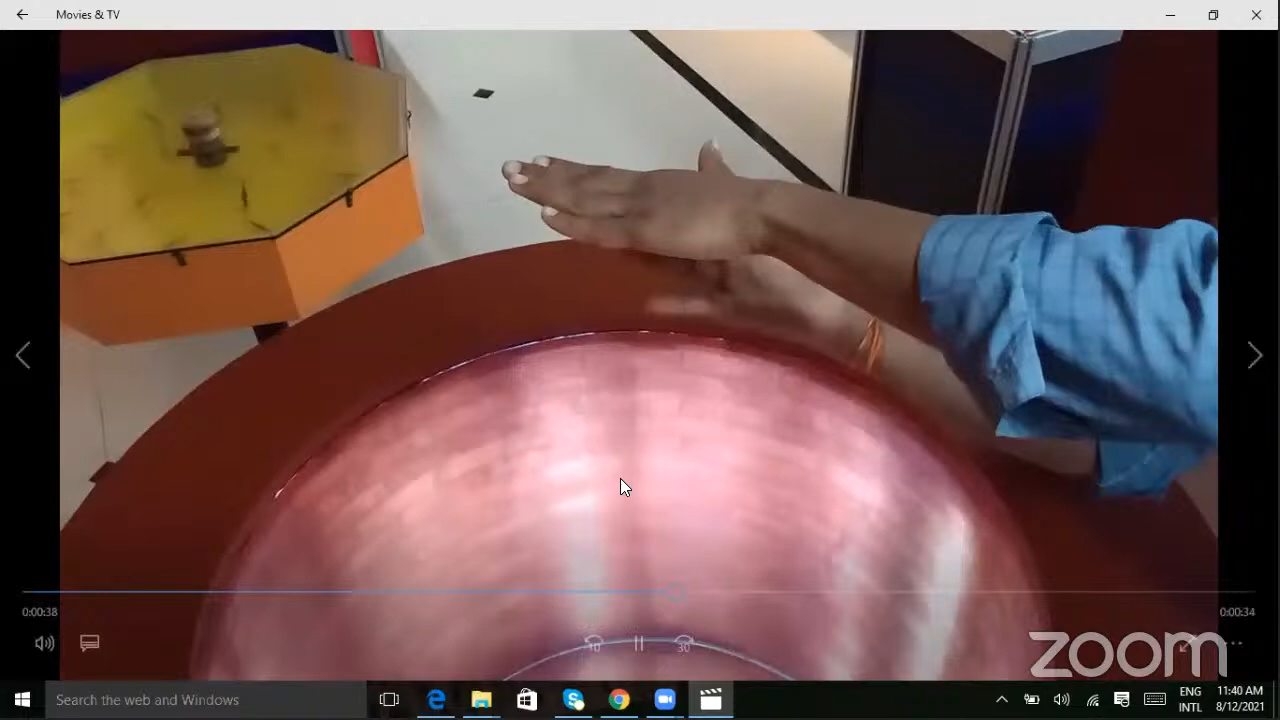 Movies & TV
0:00:38
0:00:34
10
30
zoom
Search the web and Windows
ENG
INTL
11:40 AM
8/12/2021